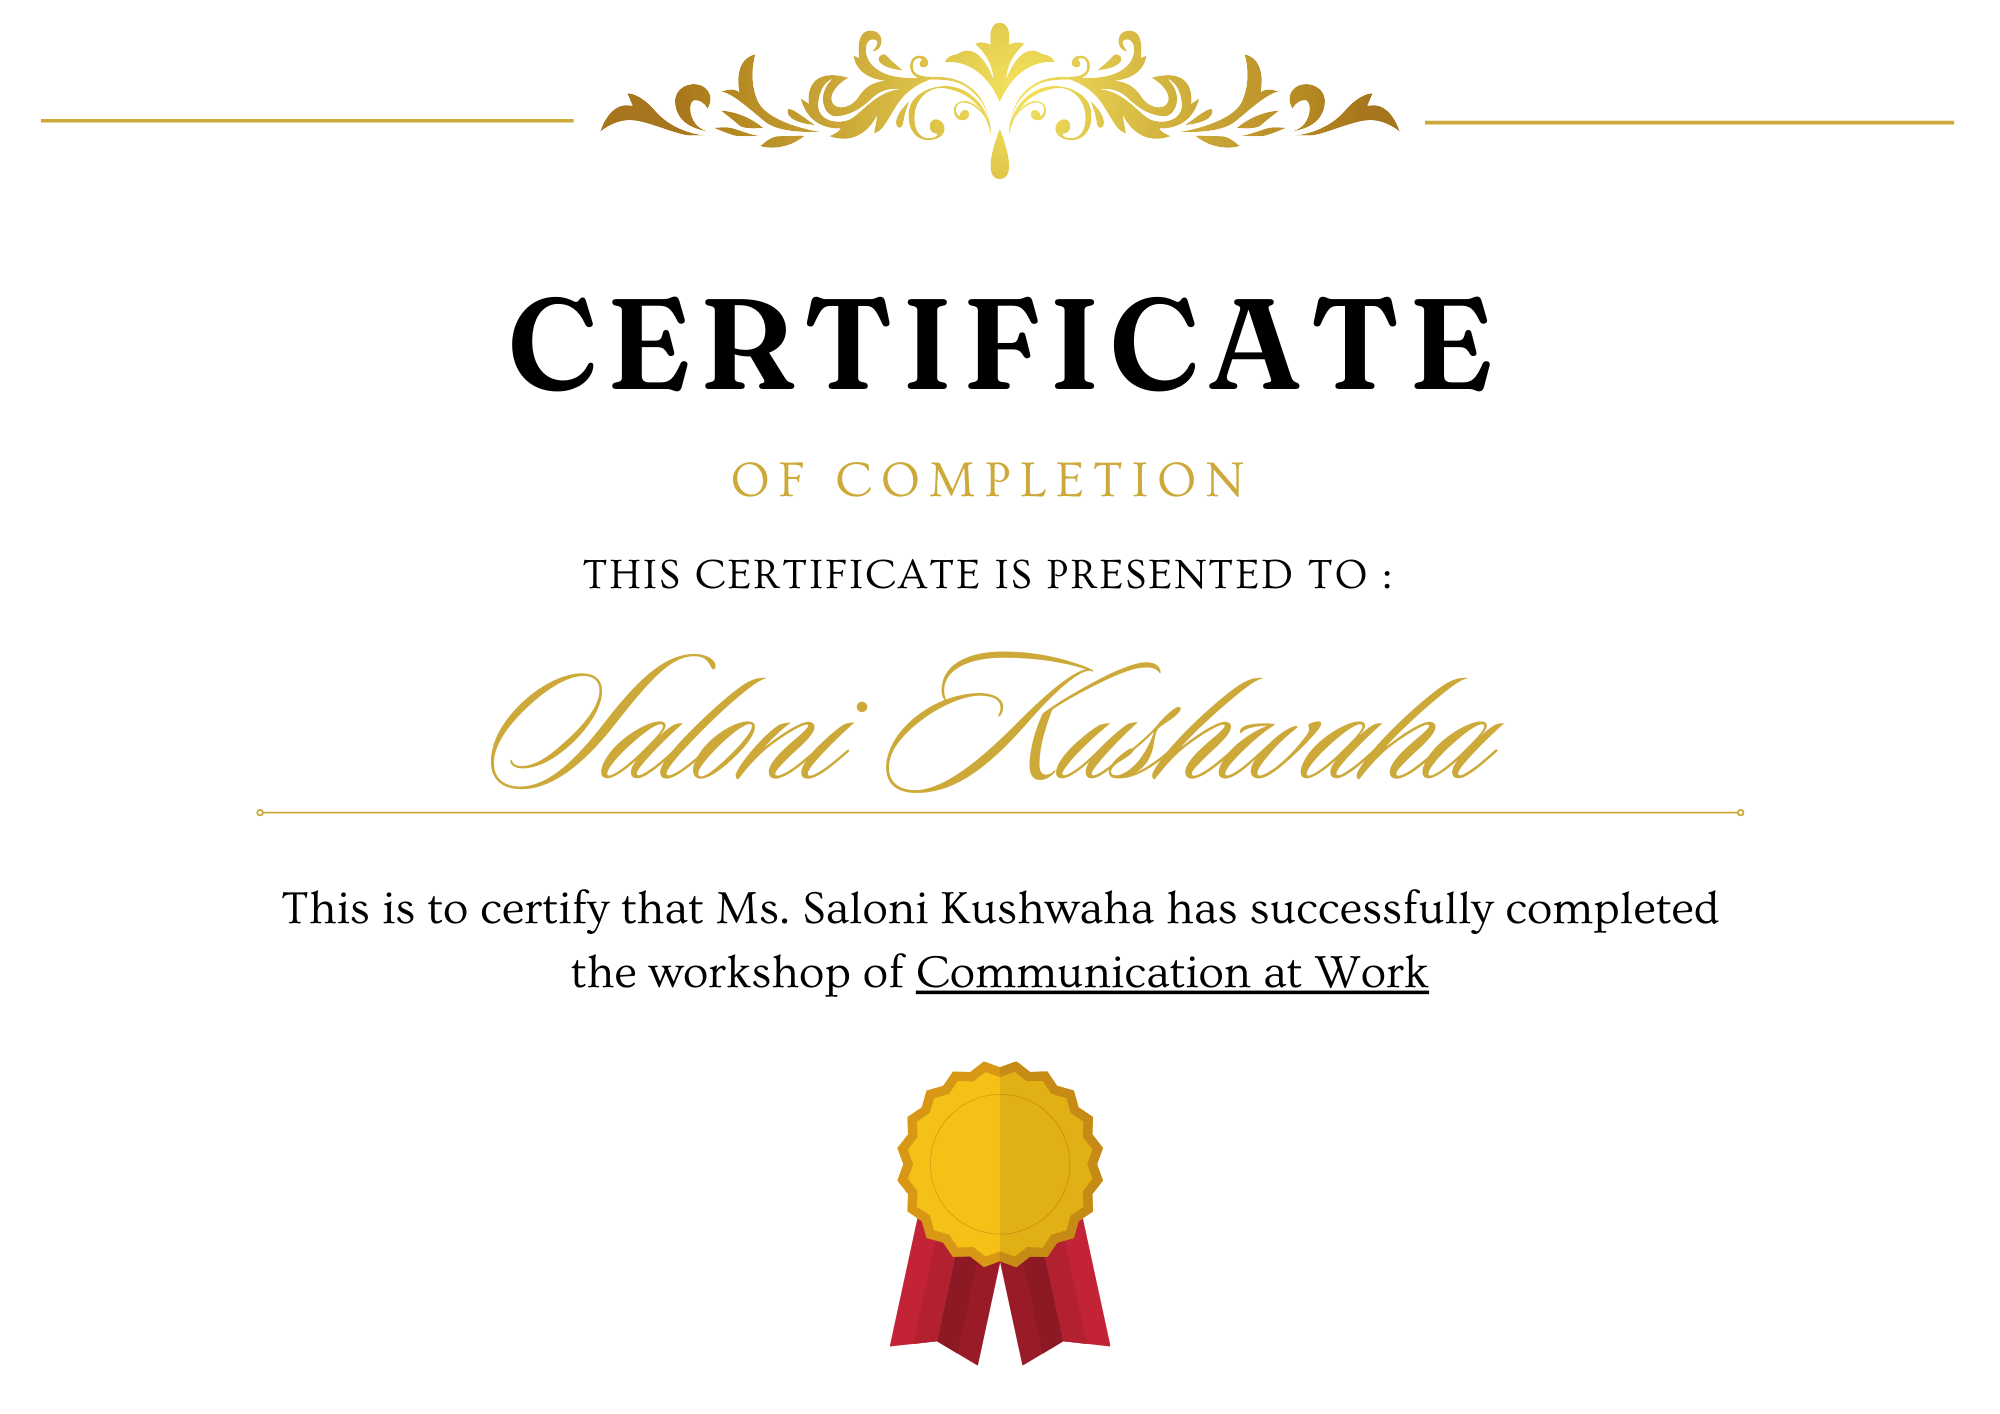 CERTIFICATE
OF COMPLETION
THIS CERTIFICATE IS PRESENTED TO :
Saloni Kushwaha
This is to certify that Ms. Saloni Kushwaha has successfully completed
the workshop of Communication at Work